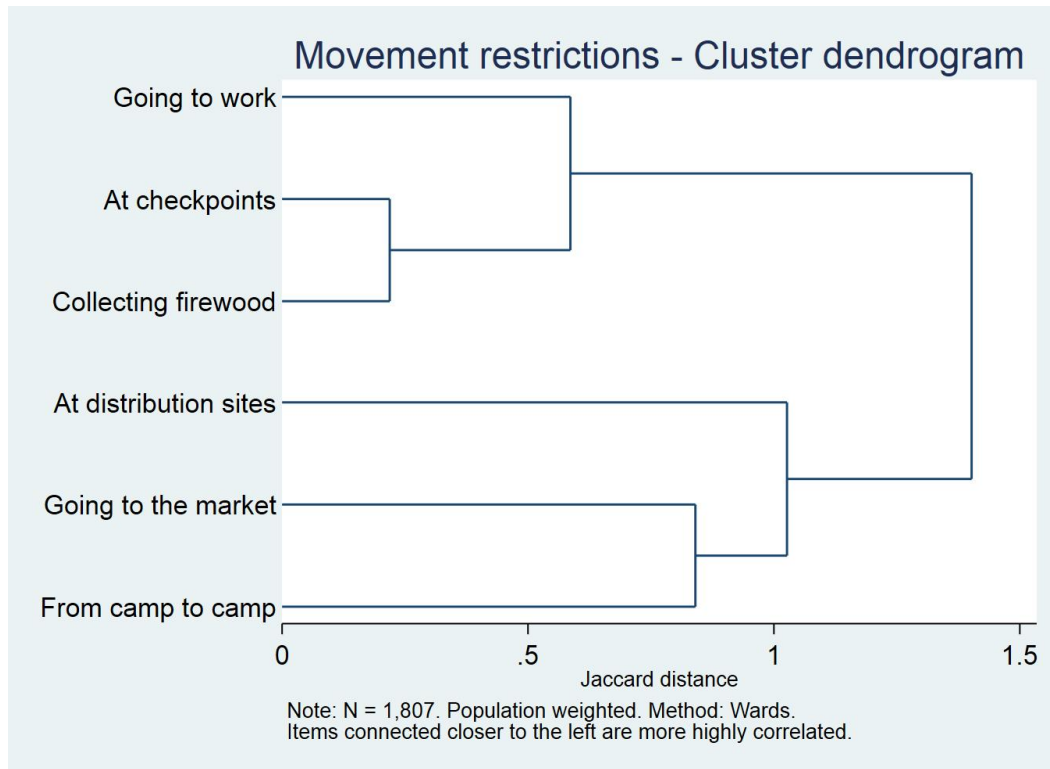 Movement restrictions - Cluster dendrogram
Going to work
At checkpoints
Collecting firewood
At distribution sites
Going to the market
From camp to camp
0 .5 1 1.5
Jaccard distance
Note: N = 1,807. Population weighted. Method: Wards.
Items connected closer to the left are more highly correlated.